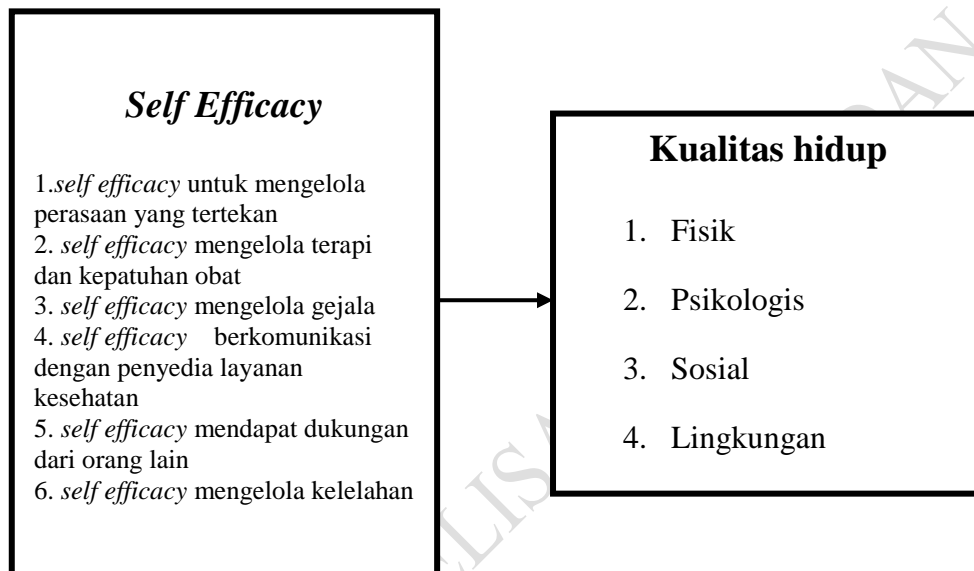 Self Efficacy
1.self efficacy untuk mengelola
perasaan yang tertekan
2. self efficacy mengelola terapi
dan kepatuhan obat
3. self efficacy mengelola gejala
4. self efficacy berkomunikasi
dengan penyedia layanan
kesehatan
5. self efficacy mendapat dukungan
dari orang lain
6. self efficacy mengelola kelelahan
Kualitas hidup
1. Fisik
2. Psikologis
3. Sosial
4. Lingkungan